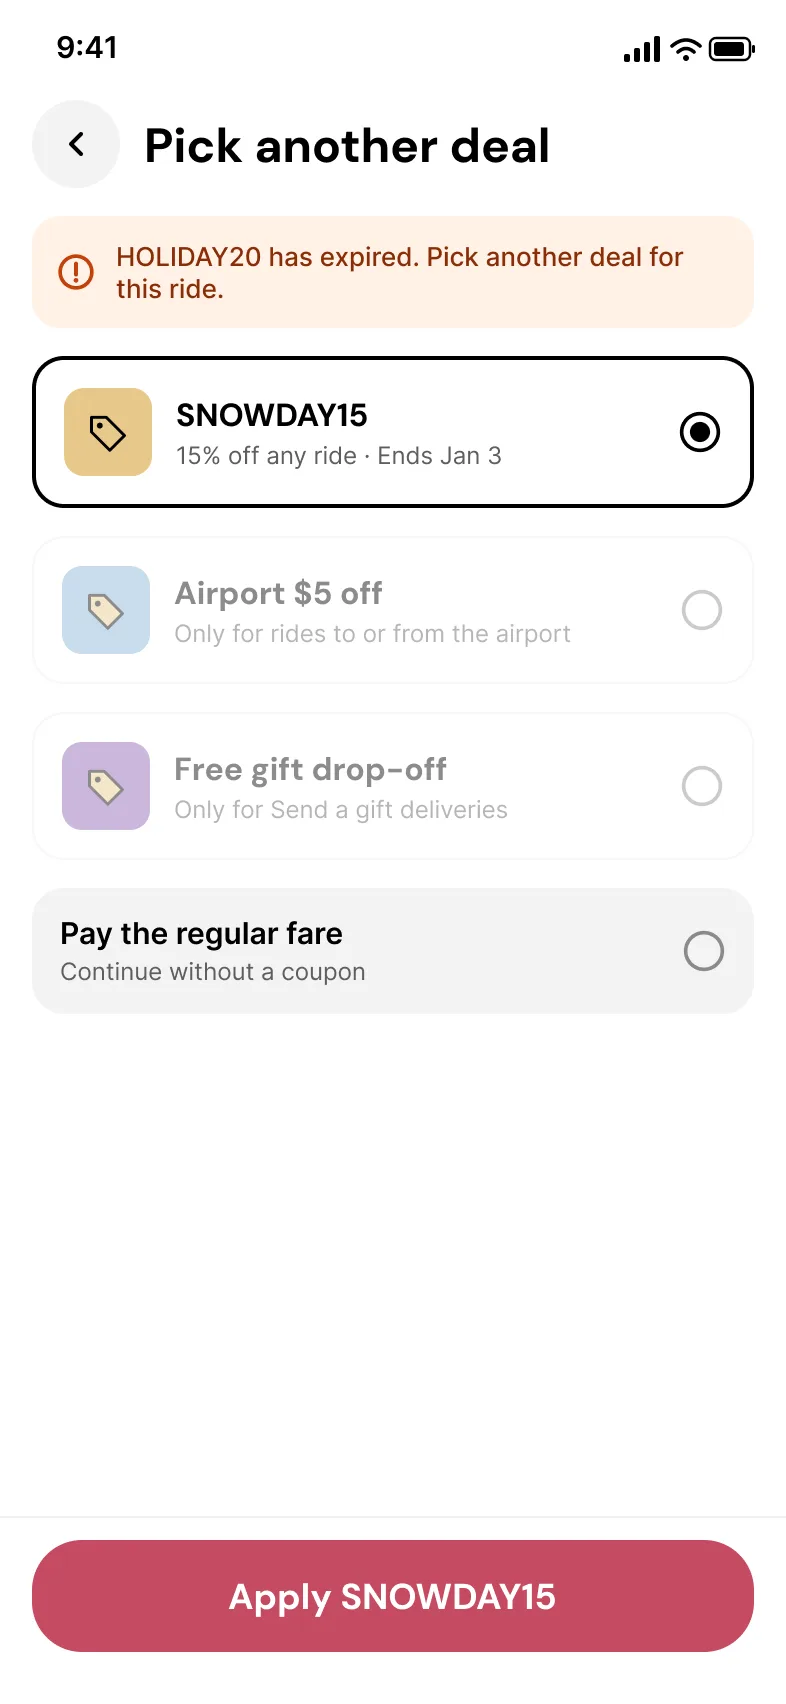 9:41
Pick another deal
HOLIDAY20 has expired. Pick another deal for
this ride.
SNOWDAY15
15% off any ride · Ends Jan 3
Airport $5 off
Only for rides to or from the airport
Free gift drop-off
Only for Send a gift deliveries
Pay the regular fare
Continue without a coupon
Apply SNOWDAY15